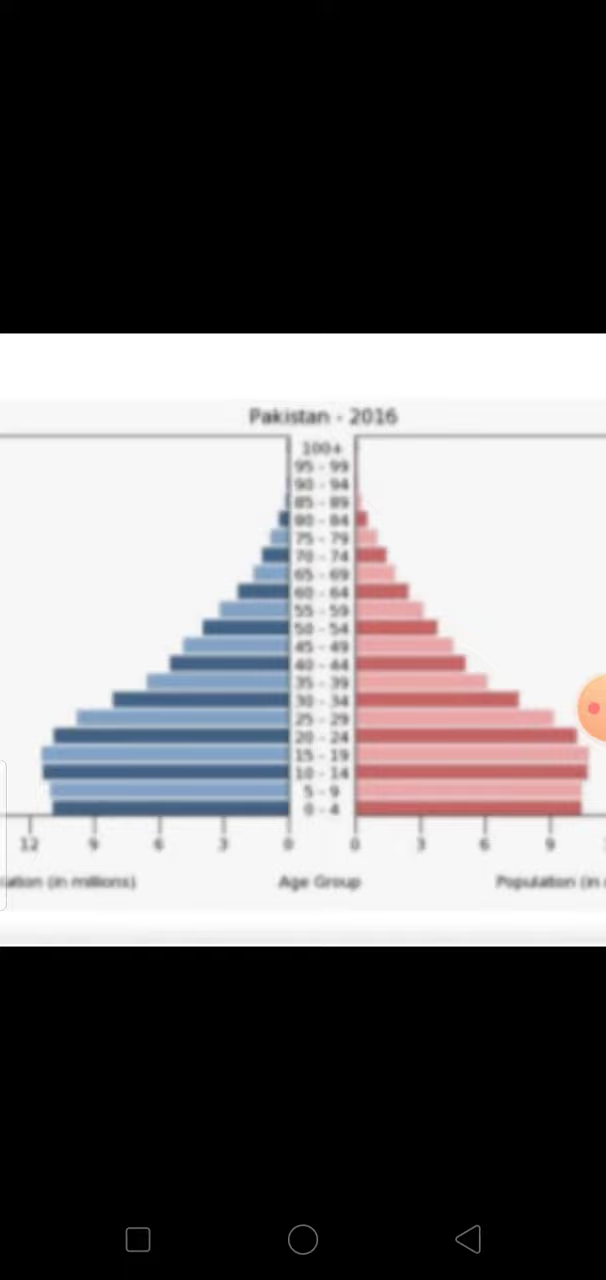 Pakistan - 2016
100+
95 - 99
90 - 94
85 - 89
80 - 84
75 - 79
70 - 74
65 - 69
60 - 64
55 - 59
50 - 54
45 - 49
40 - 44
35 - 39
30 - 34
25 - 29
20 - 24
15 - 19
10 - 14
5 - 9
0 - 4
12 9 6 3 0 0 3 6 9
(in millions) Age Group Population (in